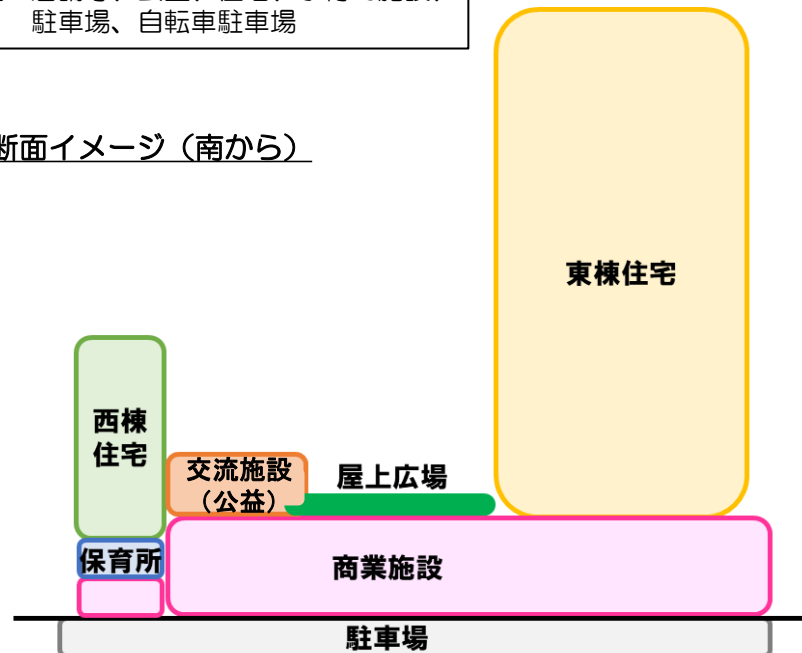 駐車場、自転車駐車場
断面イメージ（南から）
東棟住宅
西棟
住宅
交流施設
（公益）
屋上広場
保育所
商業施設
駐車場